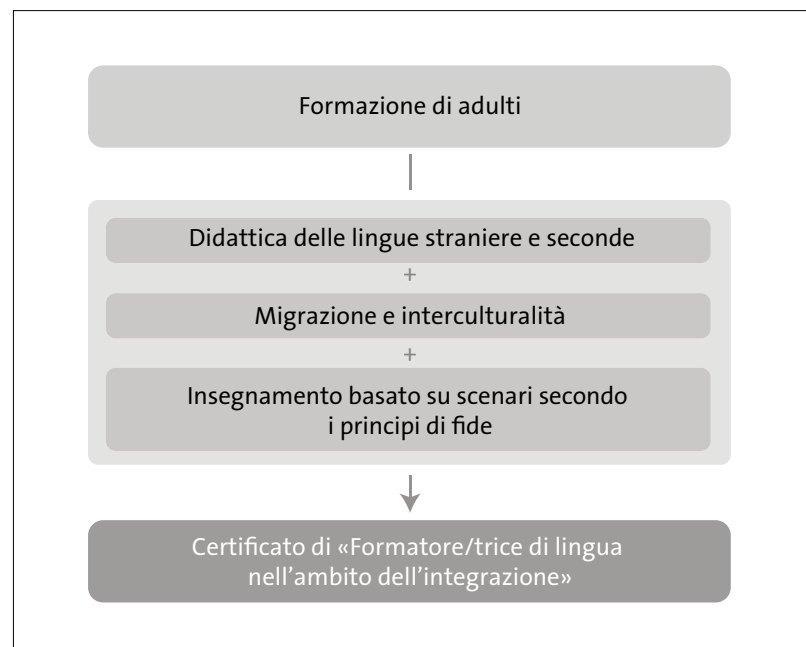 Formazione di adulti
Didattica delle lingue straniere e seconde
+
Migrazione e interculturalità
+
Insegnamento basato su scenari secondo
i principi di fide
Certificato di «Formatore/trice di lingua
nell’ambito dell’integrazione»